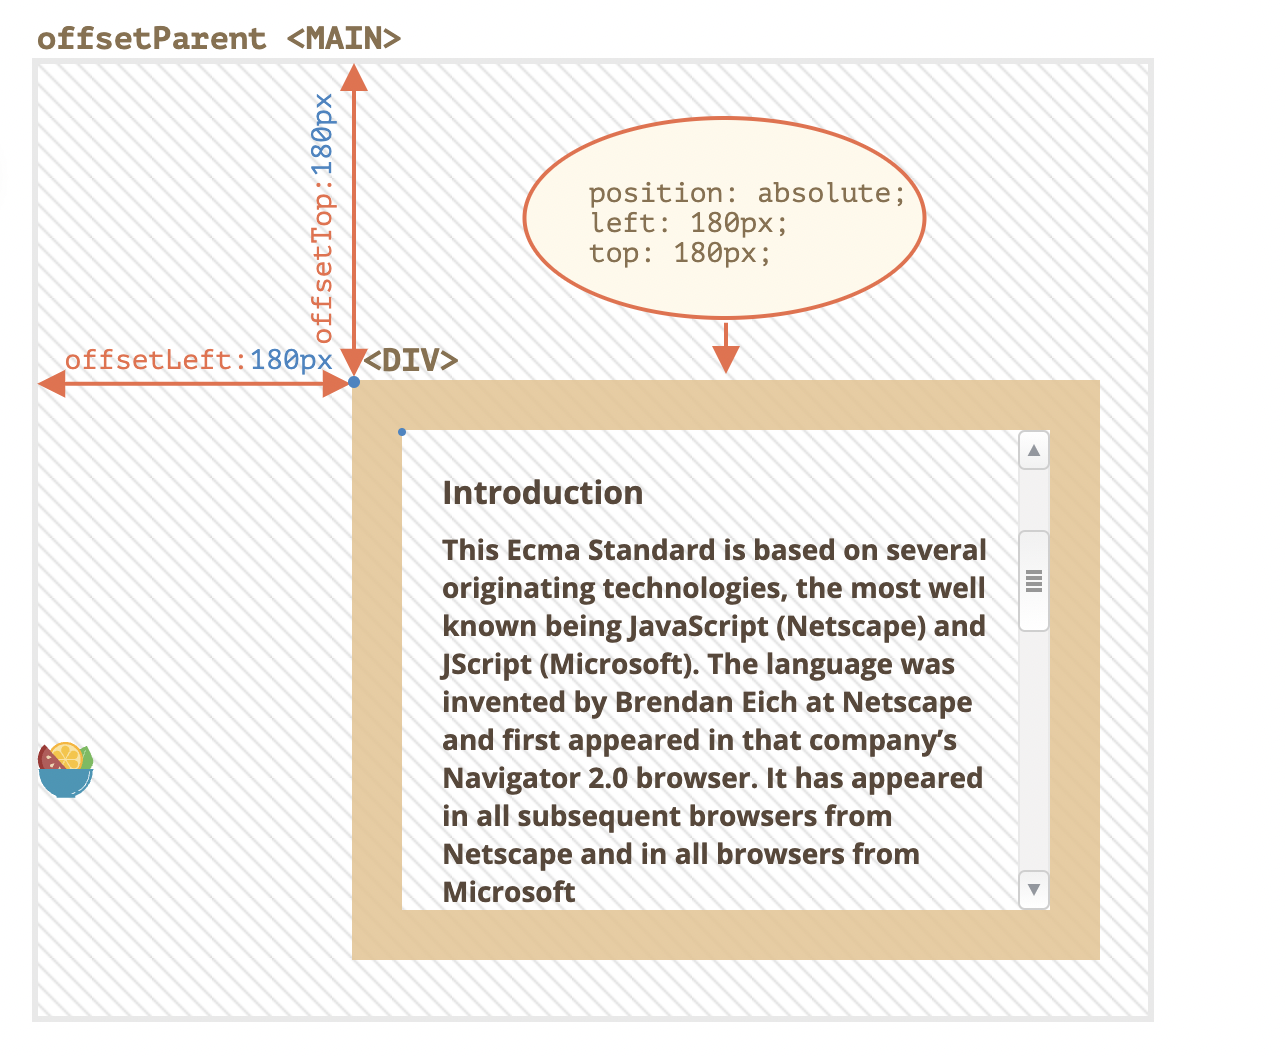 offsetParent <MAIN>
offsetTop:180px
position: absolute;
left: 180px;
top: 180px;
offsetLeft:180px
<DIV>
Introduction
This Ecma Standard is based on several
originating technologies, the most well
known being JavaScript (Netscape) and
JScript (Microsoft). The language was
invented by Brendan Eich at Netscape
and first appeared in that company’s
Navigator 2.0 browser. It has appeared
in all subsequent browsers from
Netscape and in all browsers from
Microsoft